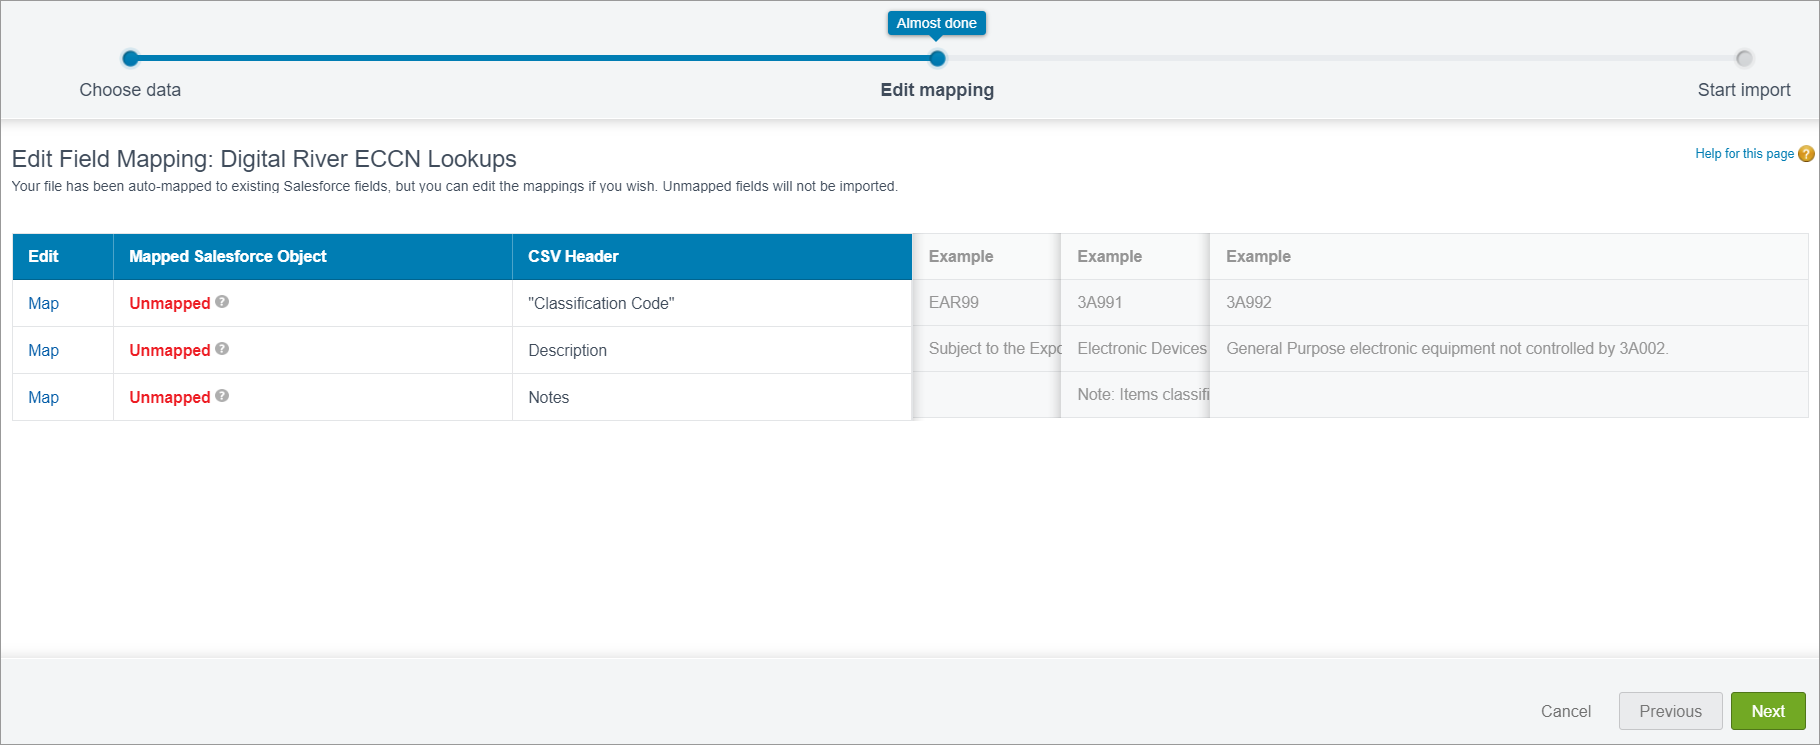 Almost done
Choose data
Edit mapping
Start import
Edit Field Mapping: Digital River ECCN Lookups
Help for this page ?
Your file has been auto-mapped to existing Salesforce fields, but you can edit the mappings if you wish. Unmapped fields will not be imported.
Edit Mapped Salesforce Object CSV Header Example Example Example
Map Unmapped ? "Classification Code" EAR99 3A991 3A992
Map Unmapped ? Description Subject to the Expo Electronic Devices General Purpose electronic equipment not controlled by 3A002.
Map Unmapped ? Notes Note: Items classifi
Cancel Previous Next